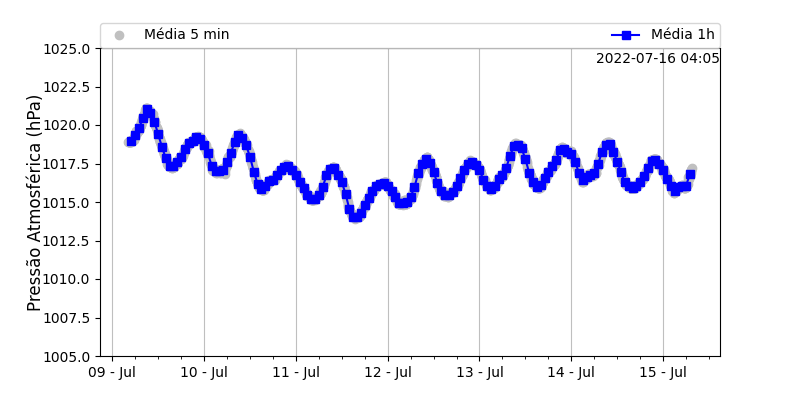 Média 5 min
Média 1h
2022-07-16 04:05
Pressão Atmosférica (hPa)
1025.0
1022.5
1020.0
1017.5
1015.0
1012.5
1010.0
1007.5
1005.0
09 - Jul
10 - Jul
11 - Jul
12 - Jul
13 - Jul
14 - Jul
15 - Jul